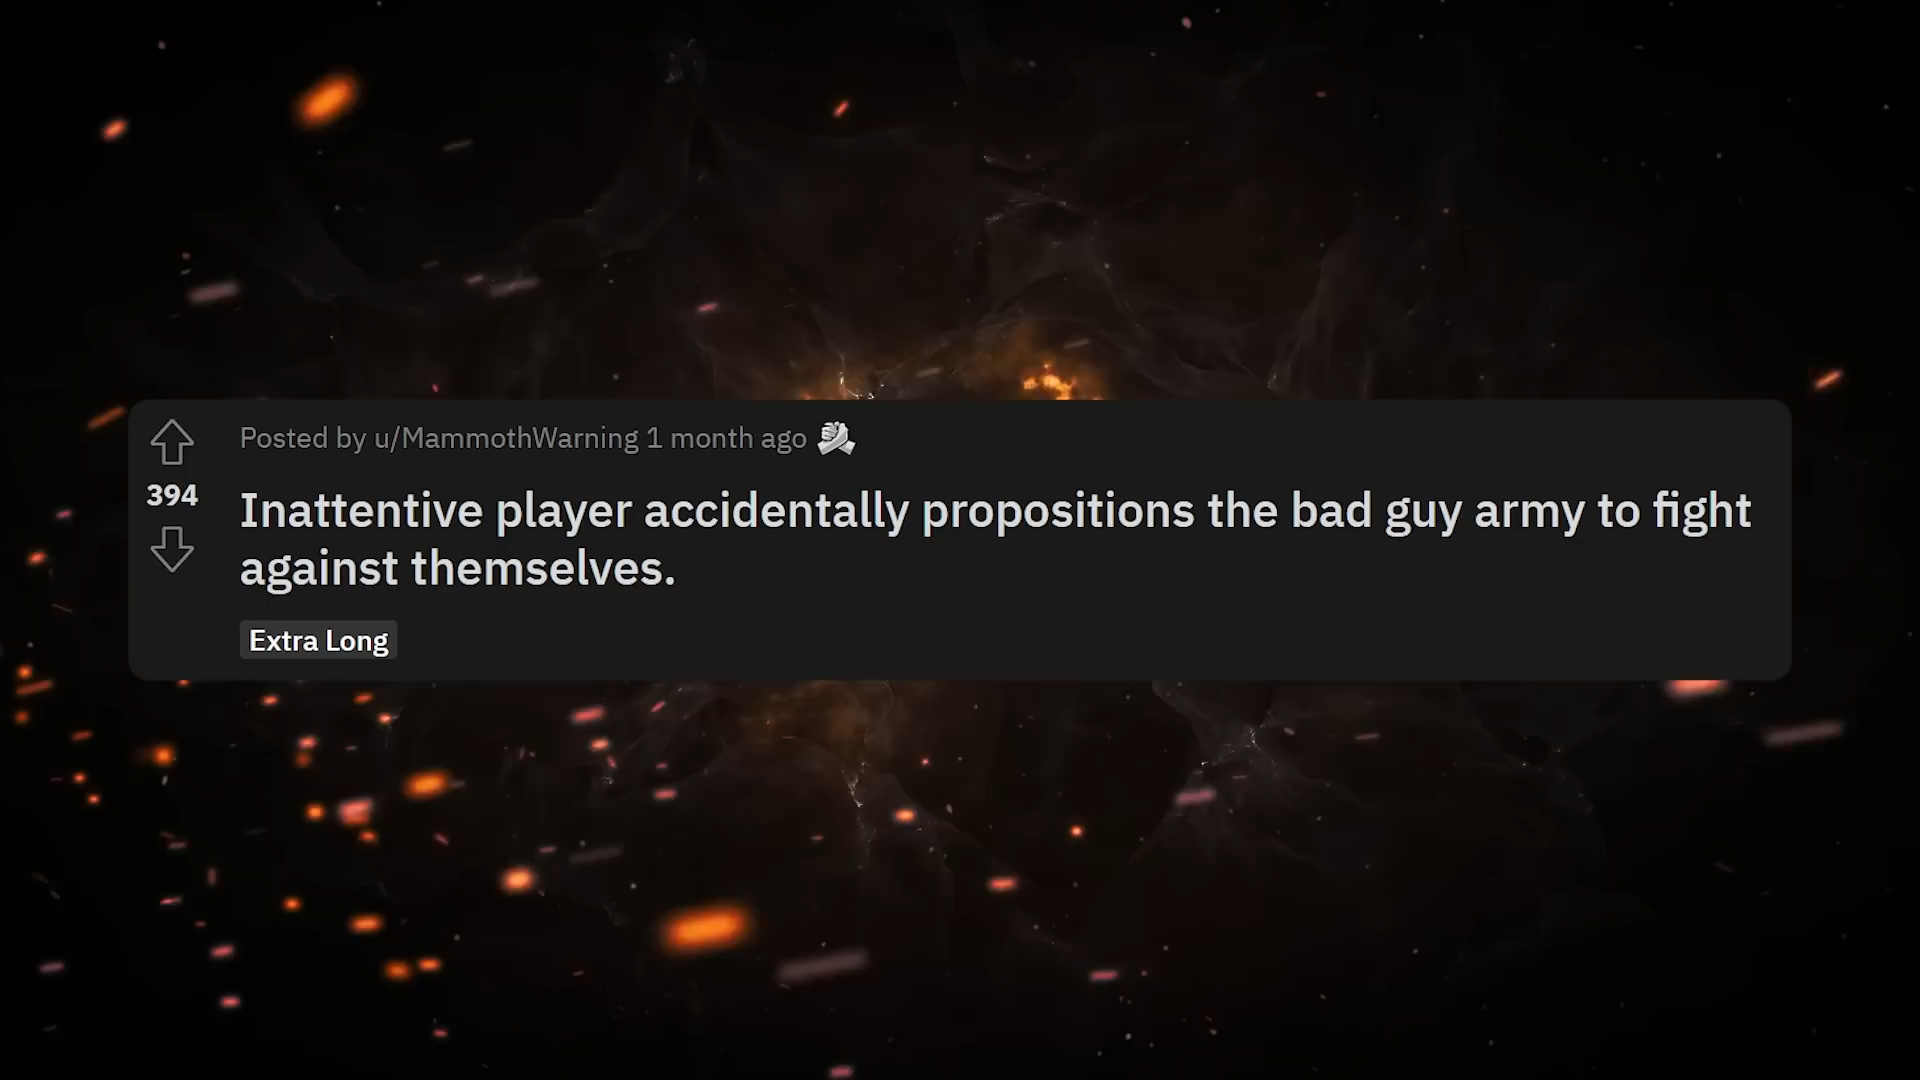 Posted by u/MammothWarning 1 month ago
394
Inattentive player accidentally propositions the bad guy army to fight
against themselves.
Extra Long